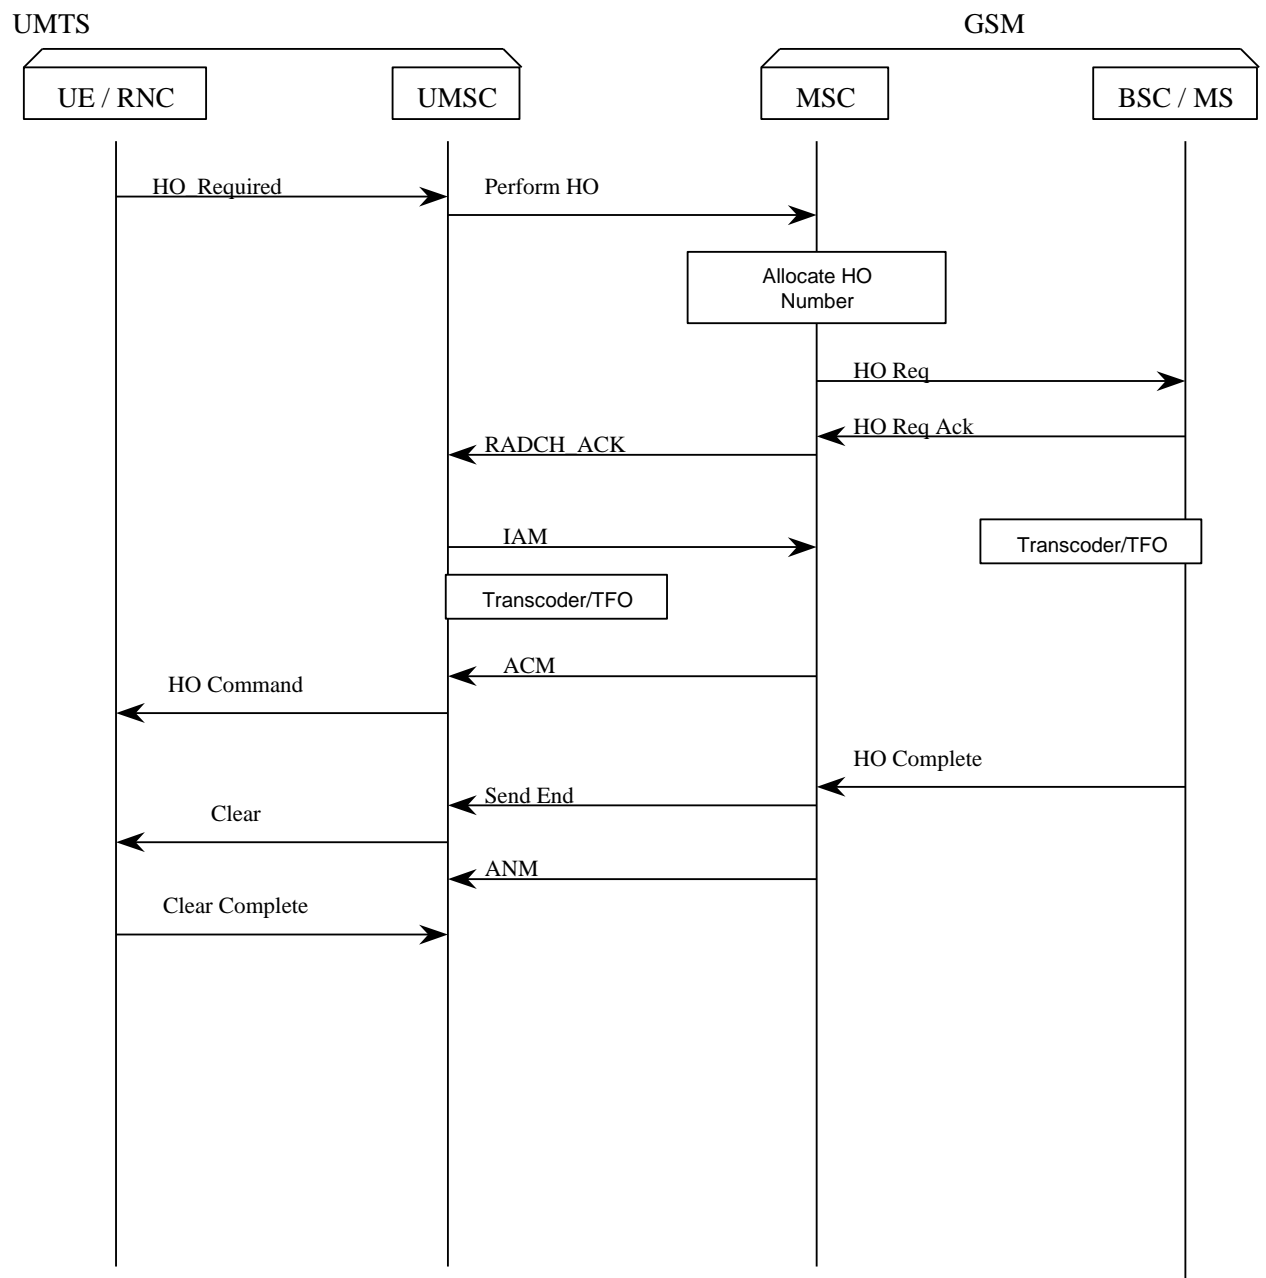 UMTS
GSM
UE / RNC
UMSC
MSC
BSC / MS
HO_Required
Perform HO
Allocate HO
Number
HO Req
HO Req Ack
RADCH_ACK
IAM
Transcoder/TFO
Transcoder/TFO
ACM
HO Command
HO Complete
Send End
Clear
ANM
Clear Complete